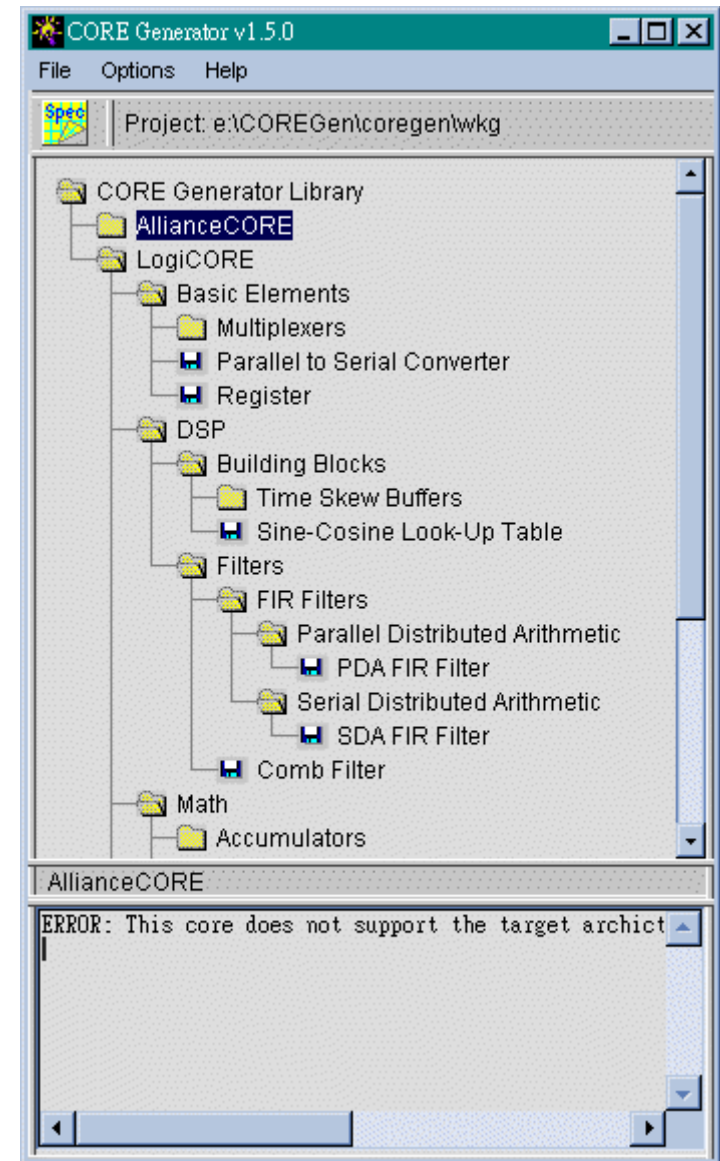 CORE Generator v1.5.0
File Options Help
Spec
Project: e:\COREGen\coregen\wkg
CORE Generator Library
AllianceCORE
LogiCORE
Basic Elements
Multiplexers
Parallel to Serial Converter
Register
DSP
Building Blocks
Time Skew Buffers
Sine-Cosine Look-Up Table
Filters
FIR Filters
Parallel Distributed Arithmetic
PDA FIR Filter
Serial Distributed Arithmetic
SDA FIR Filter
Comb Filter
Math
Accumulators
AllianceCORE
ERROR: This core does not support the target archict